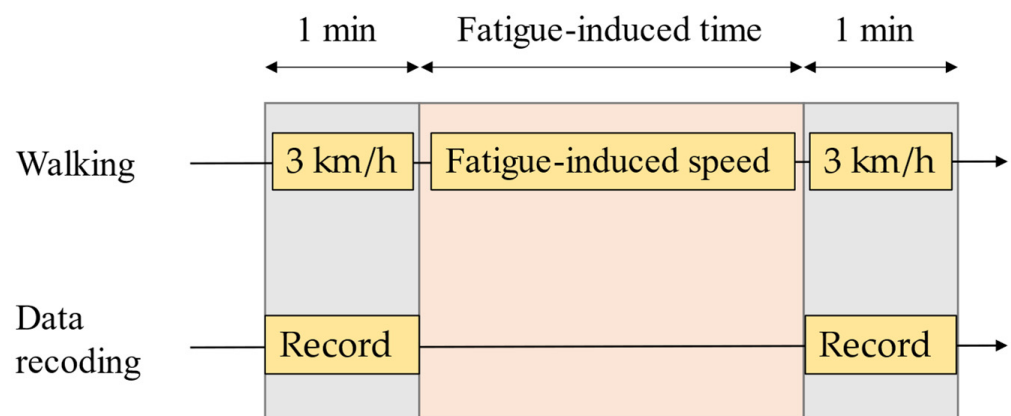 1 min Fatigue-induced time 1 min
Walking 3 km/h Fatigue-induced speed 3 km/h
Data
recoding
Record Record